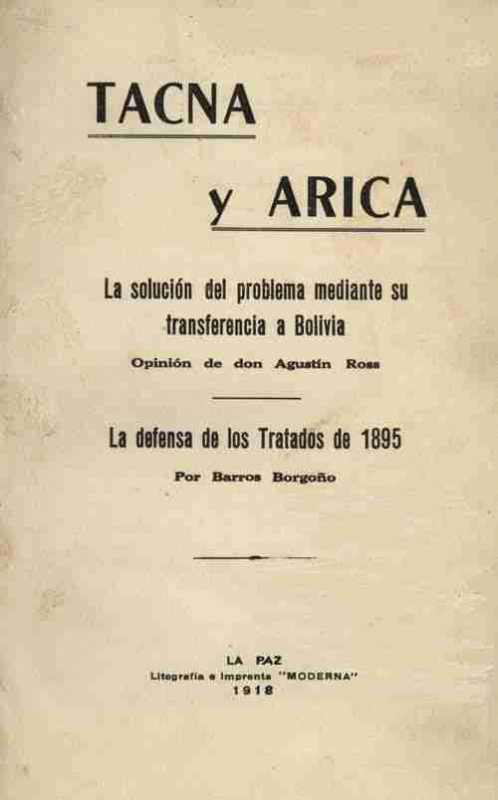 TACNA
y ARICA
La solución del problema mediante su
transferencia a Bolivia
Opinión de don Agustín Ross
La defensa de los Tratados de 1895
Por Barros Borgoño
LA PAZ
Litografía e Imprenta "MODERNA"
1918